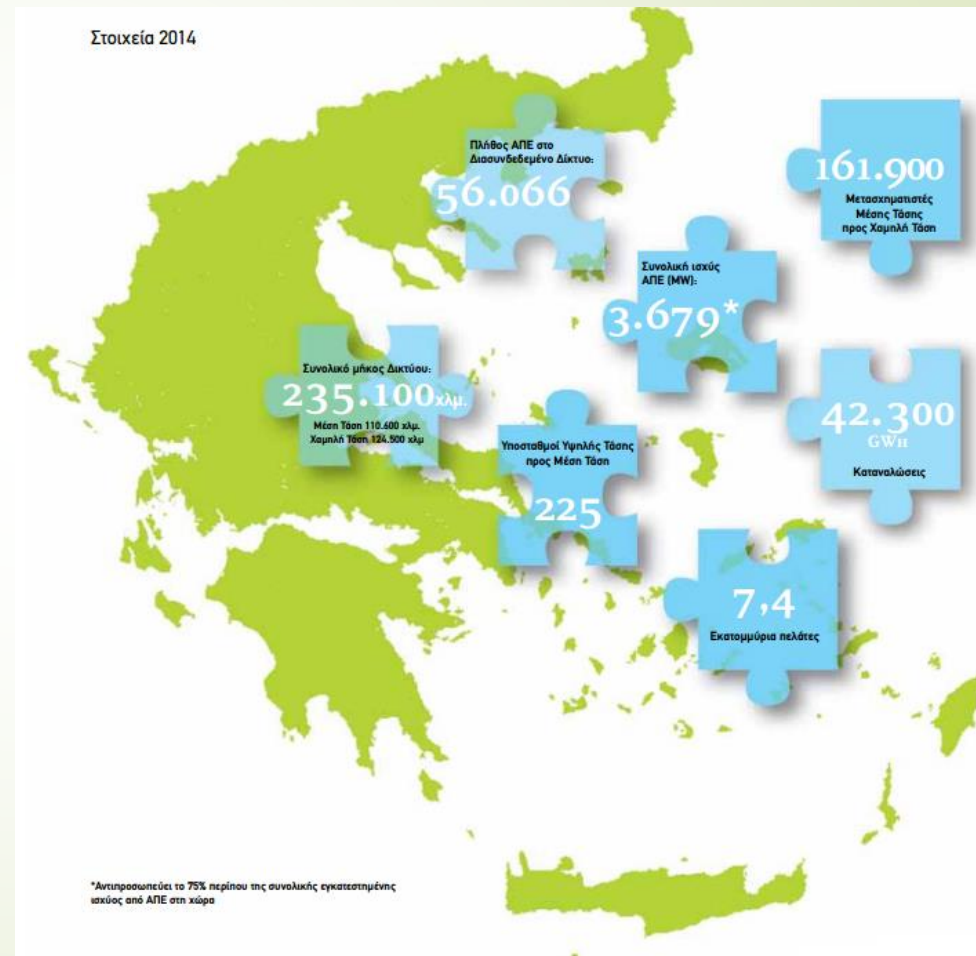 Στοιχεία 2014
Πλήθος ΑΠΕ στο
Διασυνδεδεμένο Δίκτυο:
56.066
161.900
Μετασχηματιστές
Μέσης Τάσης
προς Χαμηλή Τάση
Συνολική ισχύς
ΑΠΕ (MW):
3.679*
Συνολικό μήκος Δικτύου:
235.100χλμ.
Μέση Τάση 110.600 χλμ.
Χαμηλή Τάση 124.500 χλμ
42.300
GWH
Καταναλώσεις
Υποσταθμοί Υψηλής Τάσης
προς Μέση Τάση
225
7,4
Εκατομμύρια πελάτες
*Αντιπροσωπεύει το 75% περίπου της συνολικής εγκατεστημένης
ισχύος από ΑΠΕ στη χώρα